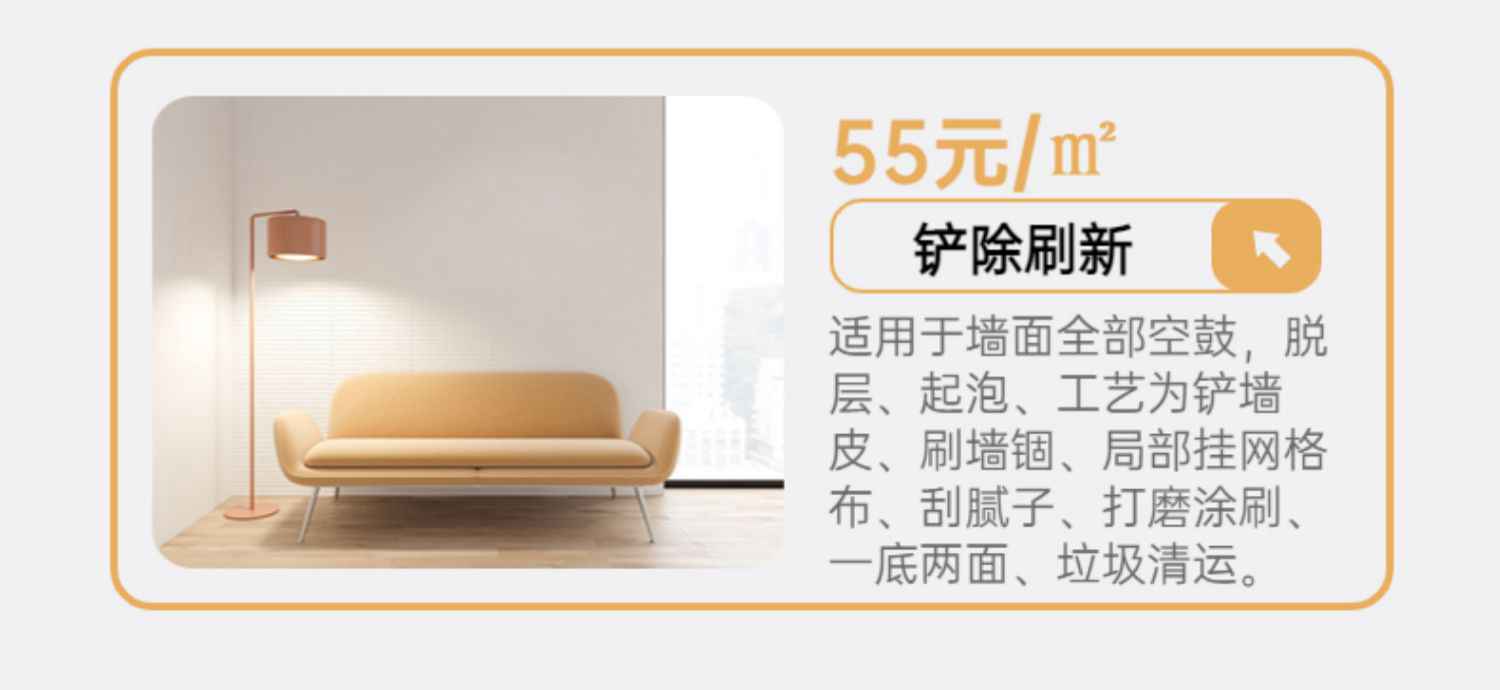 55元/㎡
铲除刷新
适用于墙面全部空鼓，脱
层、起泡、工艺为铲墙
皮、刷墙锢、局部挂网格
布、刮腻子、打磨涂刷、
一底两面、垃圾清运。